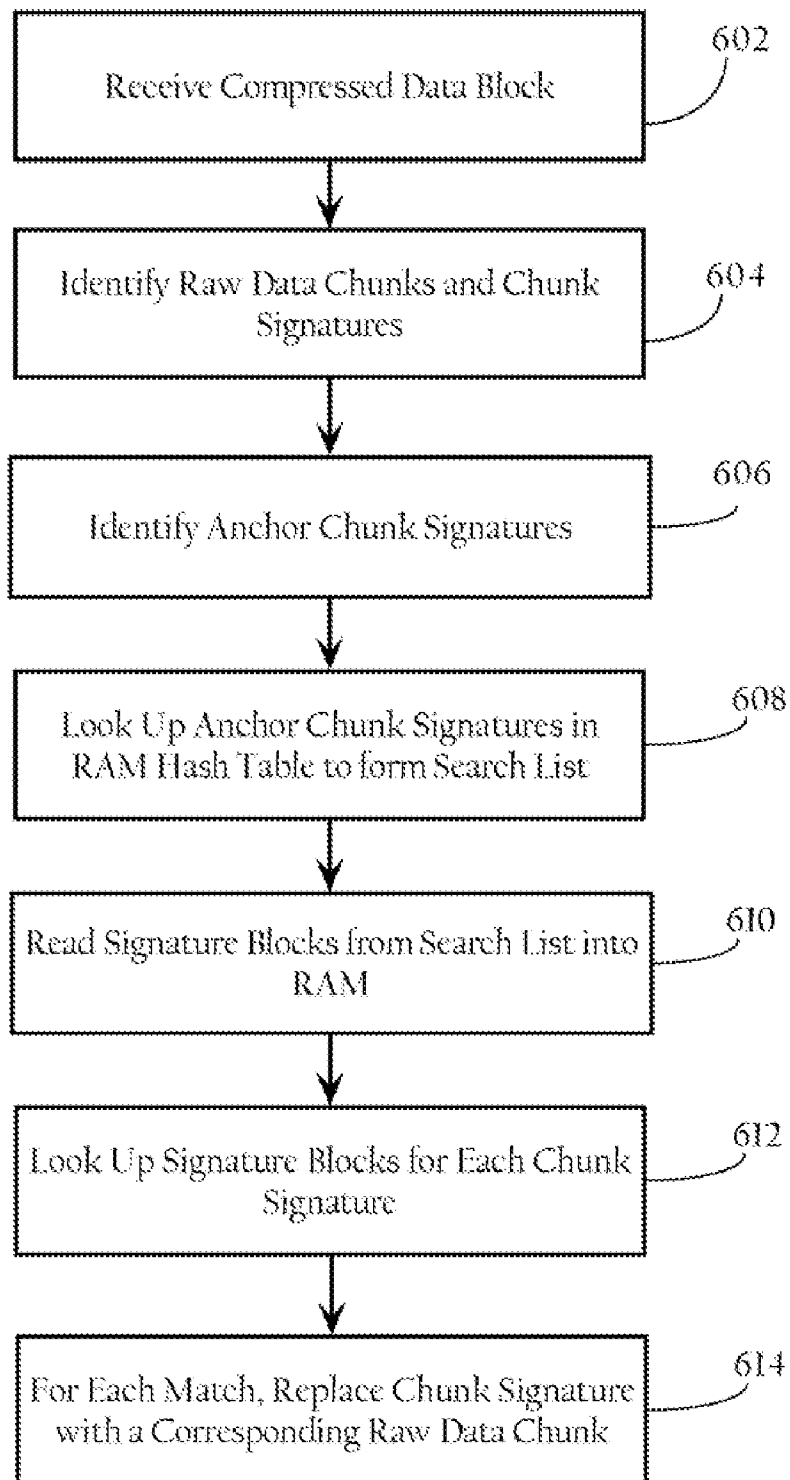 Receive Compressed Data Block
602
Identify Raw Data Chunks and Chunk
Signatures
604
Identify Anchor Chunk Signatures
606
Look Up Anchor Chunk Signatures in
RAM Hash Table to form Search List
608
Read Signature Blocks from Search List into
RAM
610
Look Up Signature Blocks for Each Chunk
Signature
612
For Each Match, Replace Chunk Signature
with a Corresponding Raw Data Chunk
614